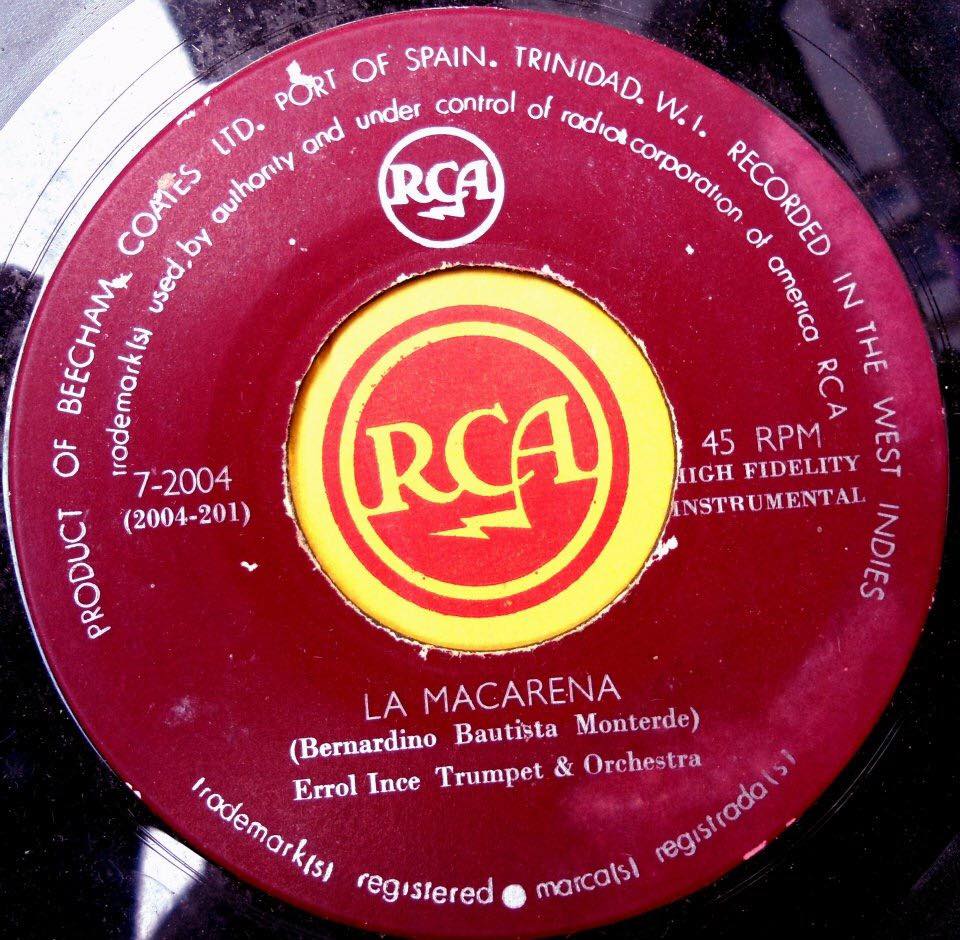 PRODUCT OF BEECHAM COATES LTD. PORT OF SPAIN. TRINIDAD. W.I. RECORDED IN THE WEST INDIES
trademark(s) used by authority and under control of radio corporation of america RCA
RCA
RCA
7-2004
(2004-201)
45 RPM
HIGH FIDELITY
INSTRUMENTAL
LA MACARENA
(Bernardino Bautista Monterde)
Errol Ince Trumpet & Orchestra
trademark(s) registered ● marca(s) registrada(s)